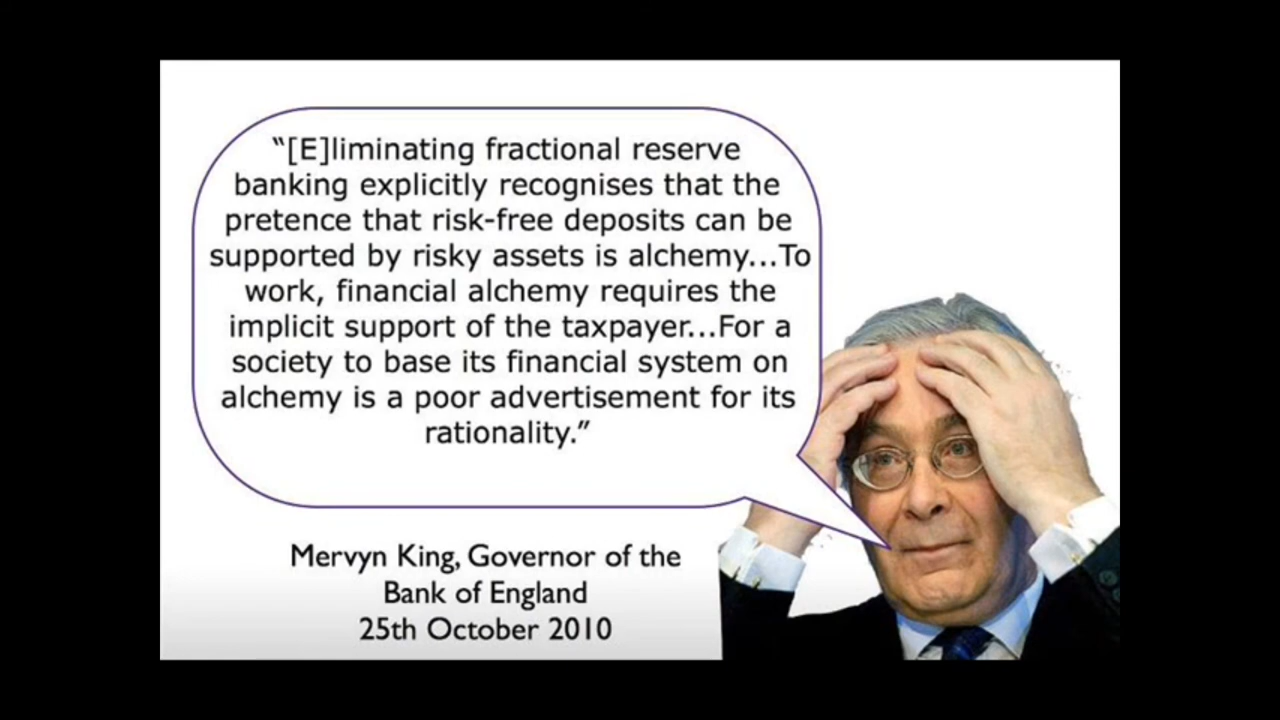 “[E]liminating fractional reserve
banking explicitly recognises that the
pretence that risk-free deposits can be
supported by risky assets is alchemy...To
work, financial alchemy requires the
implicit support of the taxpayer...For a
society to base its financial system on
alchemy is a poor advertisement for its
rationality.”
Mervyn King, Governor of the
Bank of England
25th October 2010